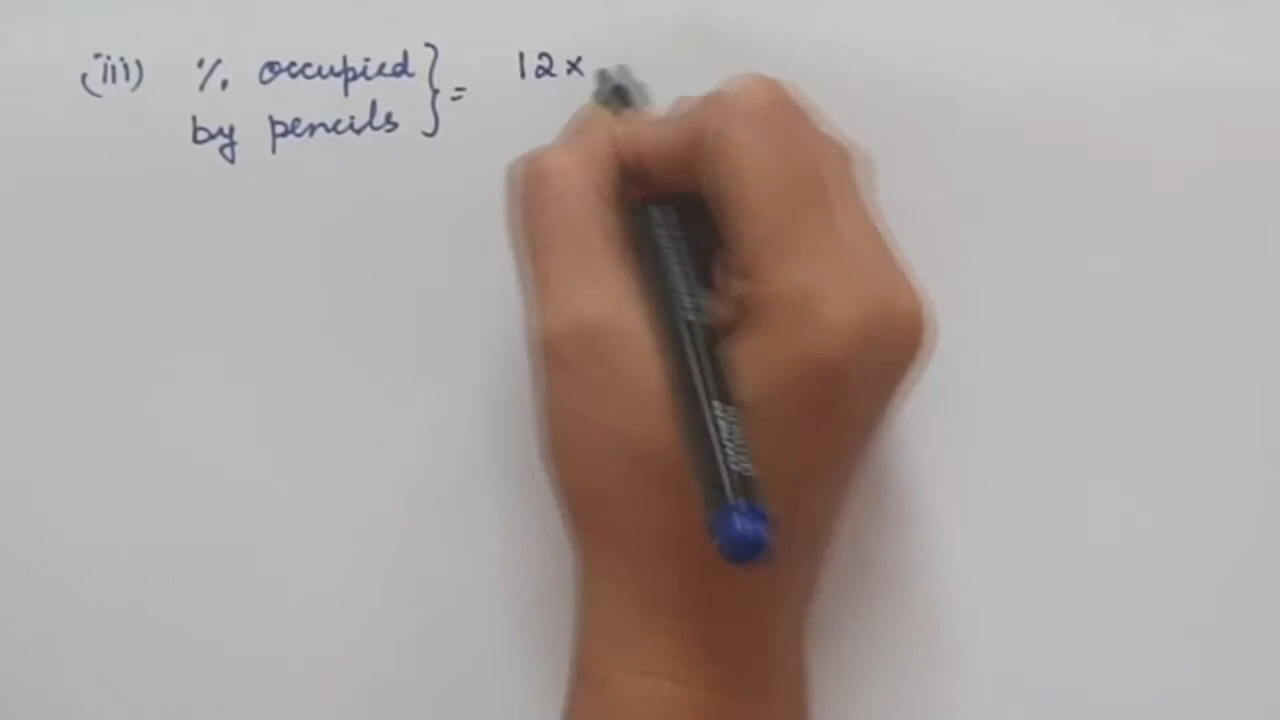 (iii) % occupied } = 12 x
by pencils